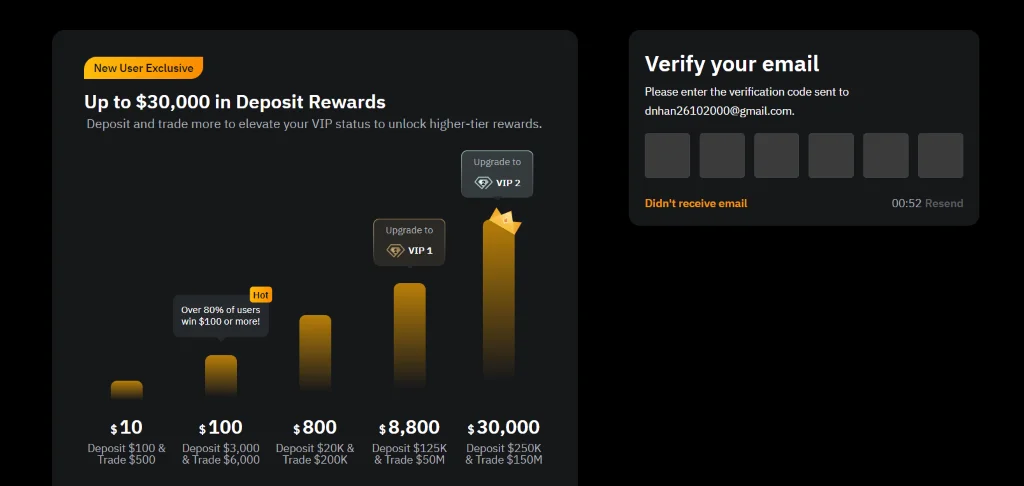 New User Exclusive
Up to $30,000 in Deposit Rewards
Deposit and trade more to elevate your VIP status to unlock higher-tier rewards.
Upgrade to
VIP 2
Upgrade to
VIP 1
Hot
Over 80% of users
win $100 or more!
$10
Deposit $100 &
Trade $500
$100
Deposit $3,000
& Trade $6,000
$800
Deposit $20K &
Trade $200K
$8,800
Deposit $125K
& Trade $50M
$30,000
Deposit $250K
& Trade $150M
Verify your email
Please enter the verification code sent to
dnhan26102000@gmail.com.
Didn't receive email
00:52 Resend